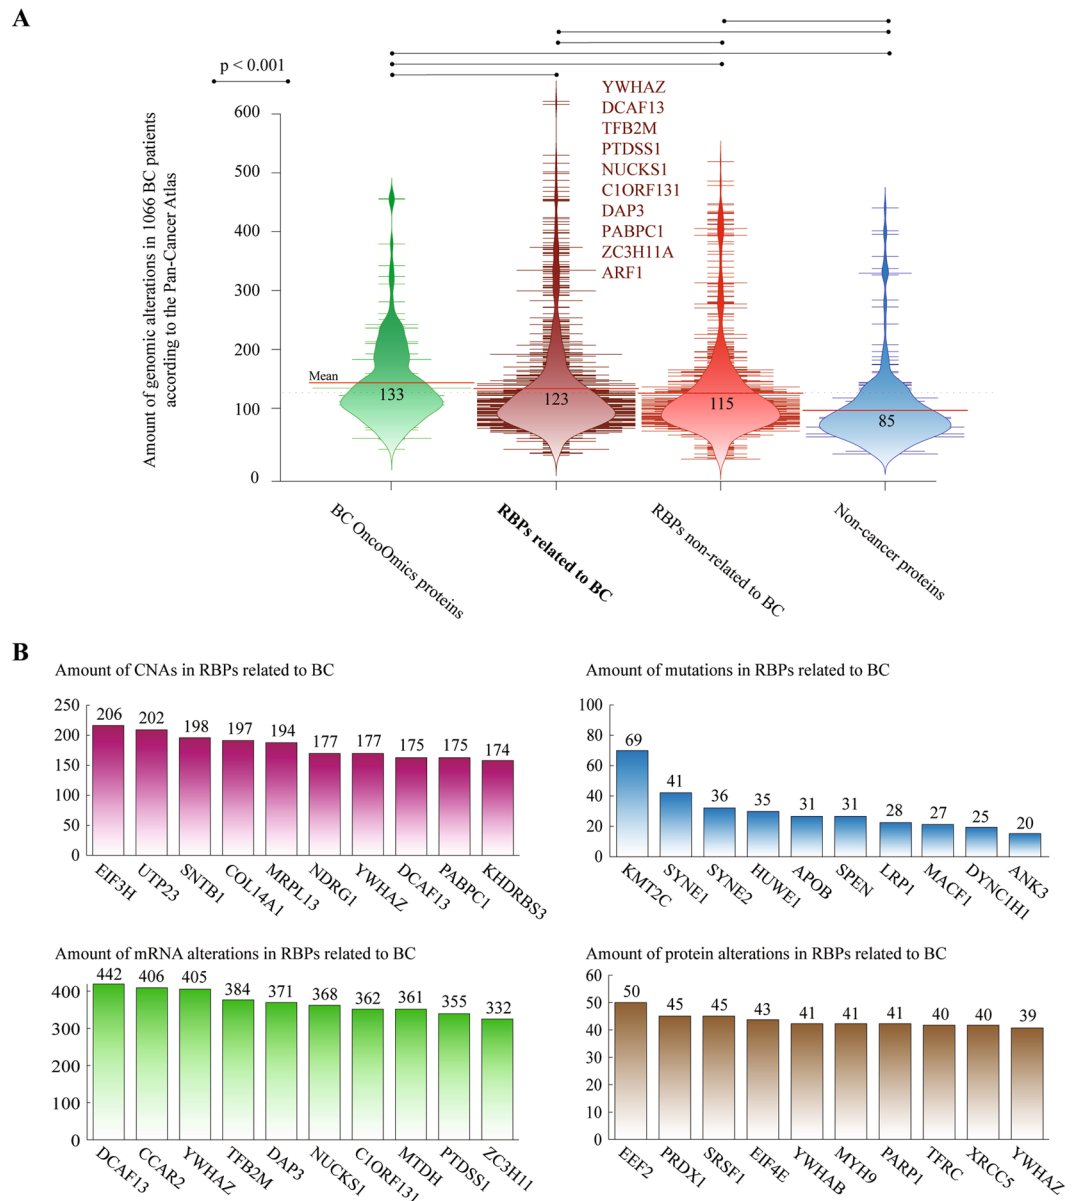 A
p < 0.001
YWHAZ
DCAF13
TFB2M
PTDSS1
NUCKS1
C1ORF131
DAP3
PABPC1
ZC3H11A
ARF1
Amount of genomic alterations in 1066 BC patients
according to the Pan-Cancer Atlas
600
500
400
300
200
100
0
Mean
133
123
115
85
BC OncoOmics proteins
RBPs related to BC
RBPs non-related to BC
Non-cancer proteins
B
Amount of CNAs in RBPs related to BC
250
200
150
100
50
0
206 202 198 197 194 177 177 175 175 174
EIF3H UTP23 SNTB1 COL14A1 MRPL13 NDRG1 YWHAZ DCAF13 PABPC1 KHDRBS3
Amount of mutations in RBPs related to BC
100
80
60
40
20
0
69 41 36 35 31 31 28 27 25 20
KMT2C SYNE1 SYNE2 HUWE1 APOB SPEN LRP1 MACF1 DYNC1H1 ANK3
Amount of mRNA alterations in RBPs related to BC
400
300
200
100
0
442 406 405 384 371 368 362 361 355 332
DCAF13 CCAR2 YWHAZ TFB2M DAP3 NUCKS1 C1ORF131 MTDH PTDSS1 ZC3H11
Amount of protein alterations in RBPs related to BC
60
50
40
30
20
10
0
50 45 45 43 41 41 41 40 40 39
EEF2 PRDX1 SRSF1 EIF4E YWHAB MYH9 PARP1 TFRC XRCC5 YWHAZ